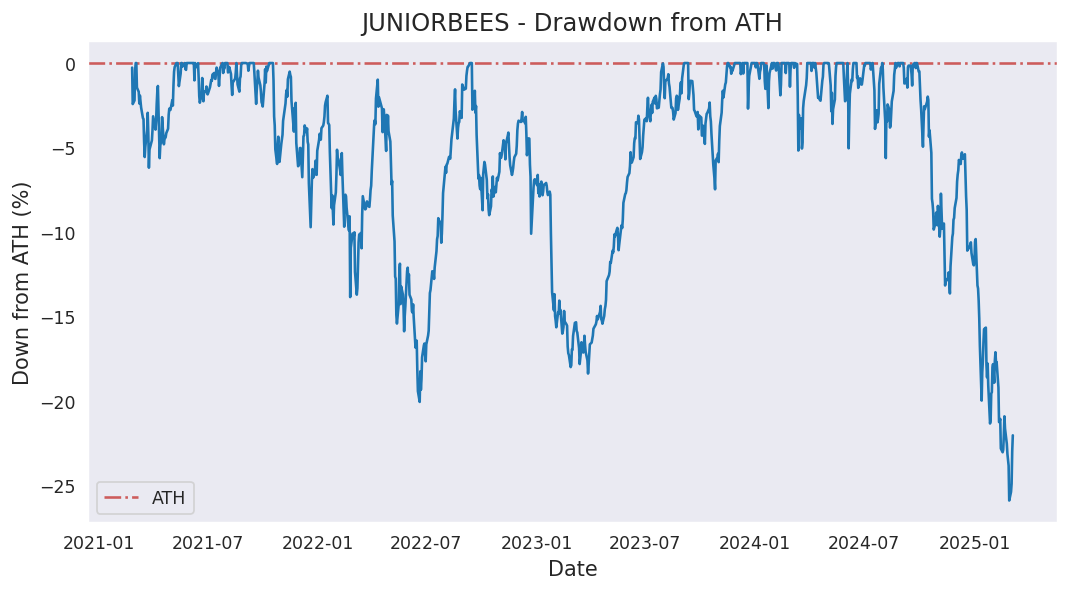 JUNIORBEES - Drawdown from ATH
Down from ATH (%)
0
−5
−10
−15
−20
−25
ATH
2021-01 2021-07 2022-01 2022-07 2023-01 2023-07 2024-01 2024-07 2025-01
Date